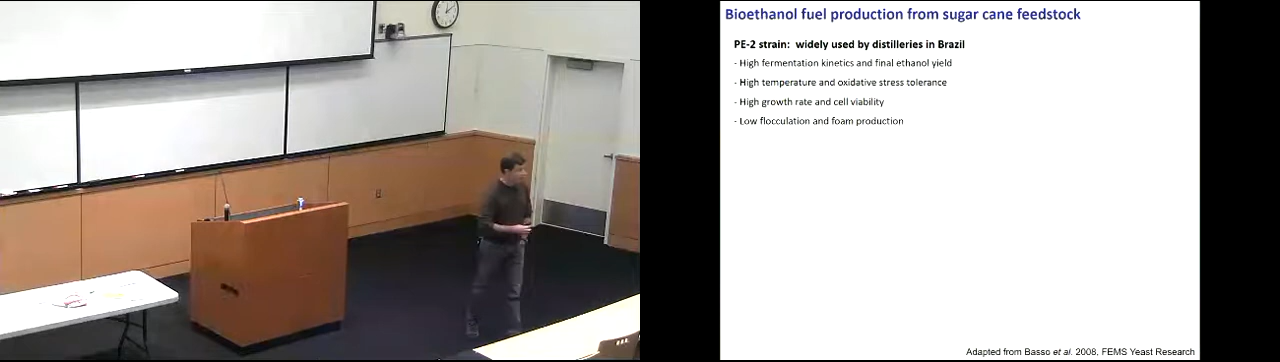 Bioethanol fuel production from sugar cane feedstock
PE-2 strain: widely used by distilleries in Brazil
- High fermentation kinetics and final ethanol yield
- High temperature and oxidative stress tolerance
- High growth rate and cell viability
- Low flocculation and foam production
Adapted from Basso et al. 2008, FEMS Yeast Research